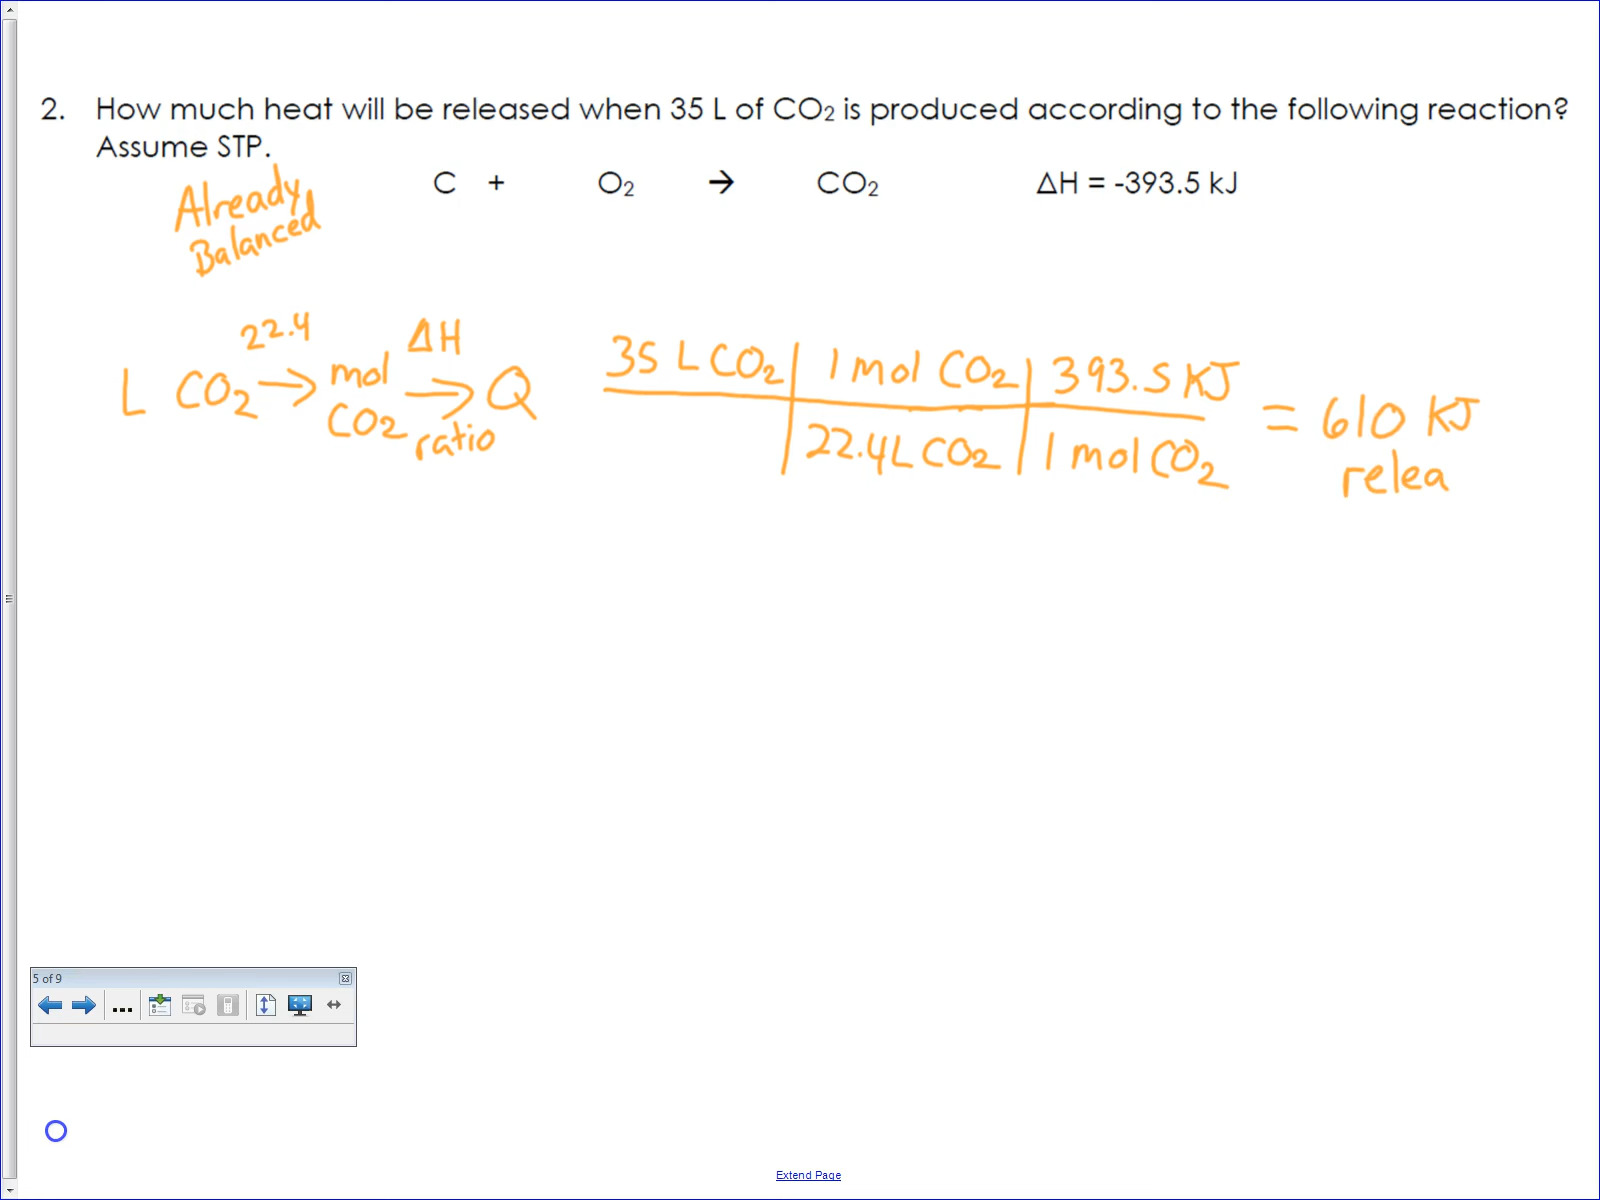 2. How much heat will be released when 35 L of CO2 is produced according to the following reaction?
Assume STP.
C + O2 → CO2 ΔH = -393.5 kJ
Already
Balanced
22.4 ΔH
L CO2 → mol CO2 → Q
ratio
35 L CO2 | 1 mol CO2 | 393.5 KJ
22.4L CO2 | 1 mol CO2
= 610 KJ
relea
5 of 9
...
Extend Page